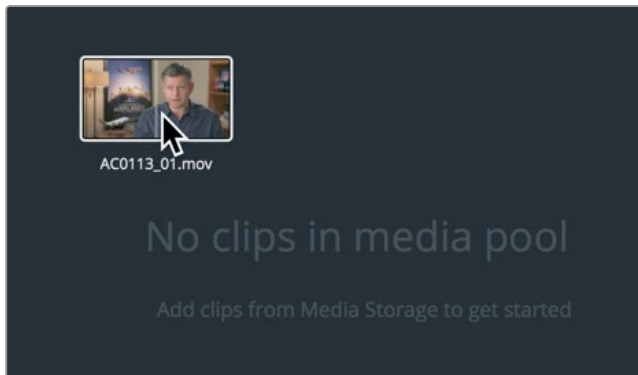 AC0113_01.mov
No clips in media pool
Add clips from Media Storage to get started